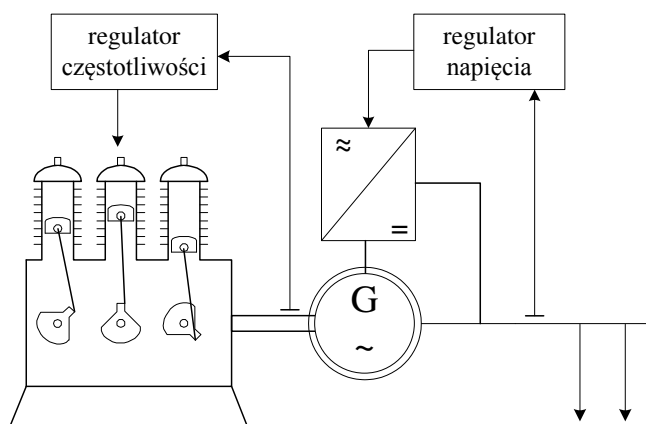 regulator
częstotliwości
regulator
napięcia
≈
=
G
~